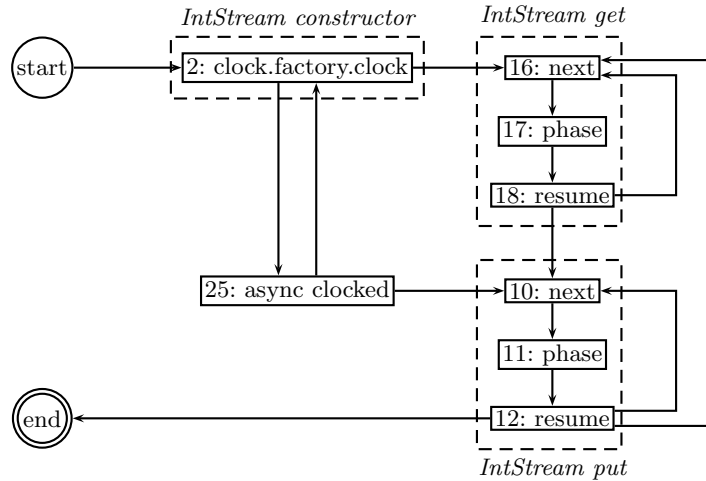 IntStream constructor
IntStream get
start
2: clock.factory.clock
16: next
17: phase
18: resume
25: async clocked
10: next
11: phase
end
12: resume
IntStream put